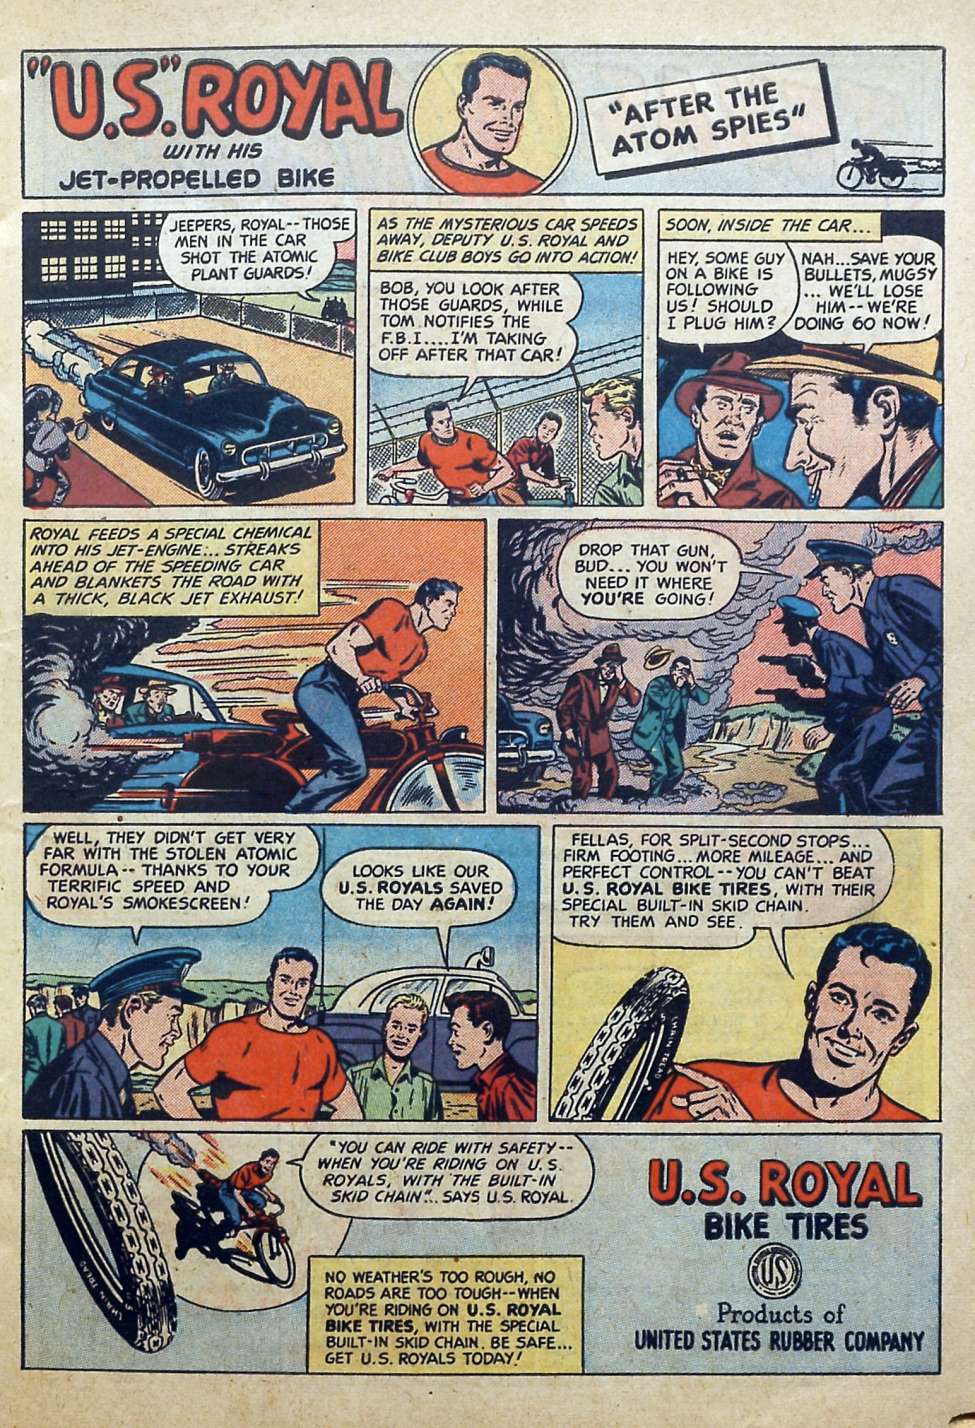 "U.S." ROYAL
WITH HIS
JET-PROPELLED BIKE
"AFTER THE
ATOM SPIES"
JEEPERS, ROYAL--THOSE
MEN IN THE CAR
SHOT THE ATOMIC
PLANT GUARDS!
AS THE MYSTERIOUS CAR SPEEDS
AWAY, DEPUTY U.S. ROYAL AND
BIKE CLUB BOYS GO INTO ACTION!
BOB, YOU LOOK AFTER
THOSE GUARDS, WHILE
TOM NOTIFIES THE
F.B.I....I'M TAKING
OFF AFTER THAT CAR!
SOON, INSIDE THE CAR...
HEY, SOME GUY
ON A BIKE IS
FOLLOWING
US! SHOULD
I PLUG HIM?
NAH...SAVE YOUR
BULLETS, MUGSY
...WE'LL LOSE
HIM--WE'RE
DOING 60 NOW!
ROYAL FEEDS A SPECIAL CHEMICAL
INTO HIS JET-ENGINE... STREAKS
AHEAD OF THE SPEEDING CAR
AND BLANKETS THE ROAD WITH
A THICK, BLACK JET EXHAUST!
DROP THAT GUN,
BUD... YOU WON'T
NEED IT WHERE
YOU'RE GOING!
WELL, THEY DIDN'T GET VERY
FAR WITH THE STOLEN ATOMIC
FORMULA--THANKS TO YOUR
TERRIFIC SPEED AND
ROYAL'S SMOKESCREEN!
LOOKS LIKE OUR
U.S. ROYALS SAVED
THE DAY AGAIN!
FELLAS, FOR SPLIT-SECOND STOPS...
FIRM FOOTING...MORE MILEAGE...AND
PERFECT CONTROL--YOU CAN'T BEAT
U.S. ROYAL BIKE TIRES, WITH THEIR
SPECIAL BUILT-IN SKID CHAIN.
TRY THEM AND SEE.
CHAIN TREAD
"YOU CAN RIDE WITH SAFETY--
WHEN YOU'RE RIDING ON U.S.
ROYALS, WITH THE BUILT-IN
SKID CHAIN"... SAYS U.S. ROYAL.
CHAIN TREAD
NO WEATHER'S TOO ROUGH, NO
ROADS ARE TOO TOUGH--WHEN
YOU'RE RIDING ON U.S. ROYAL
BIKE TIRES, WITH THE SPECIAL
BUILT-IN SKID CHAIN. BE SAFE...
GET U.S. ROYALS TODAY!
U.S. ROYAL
BIKE TIRES
US
Products of
UNITED STATES RUBBER COMPANY